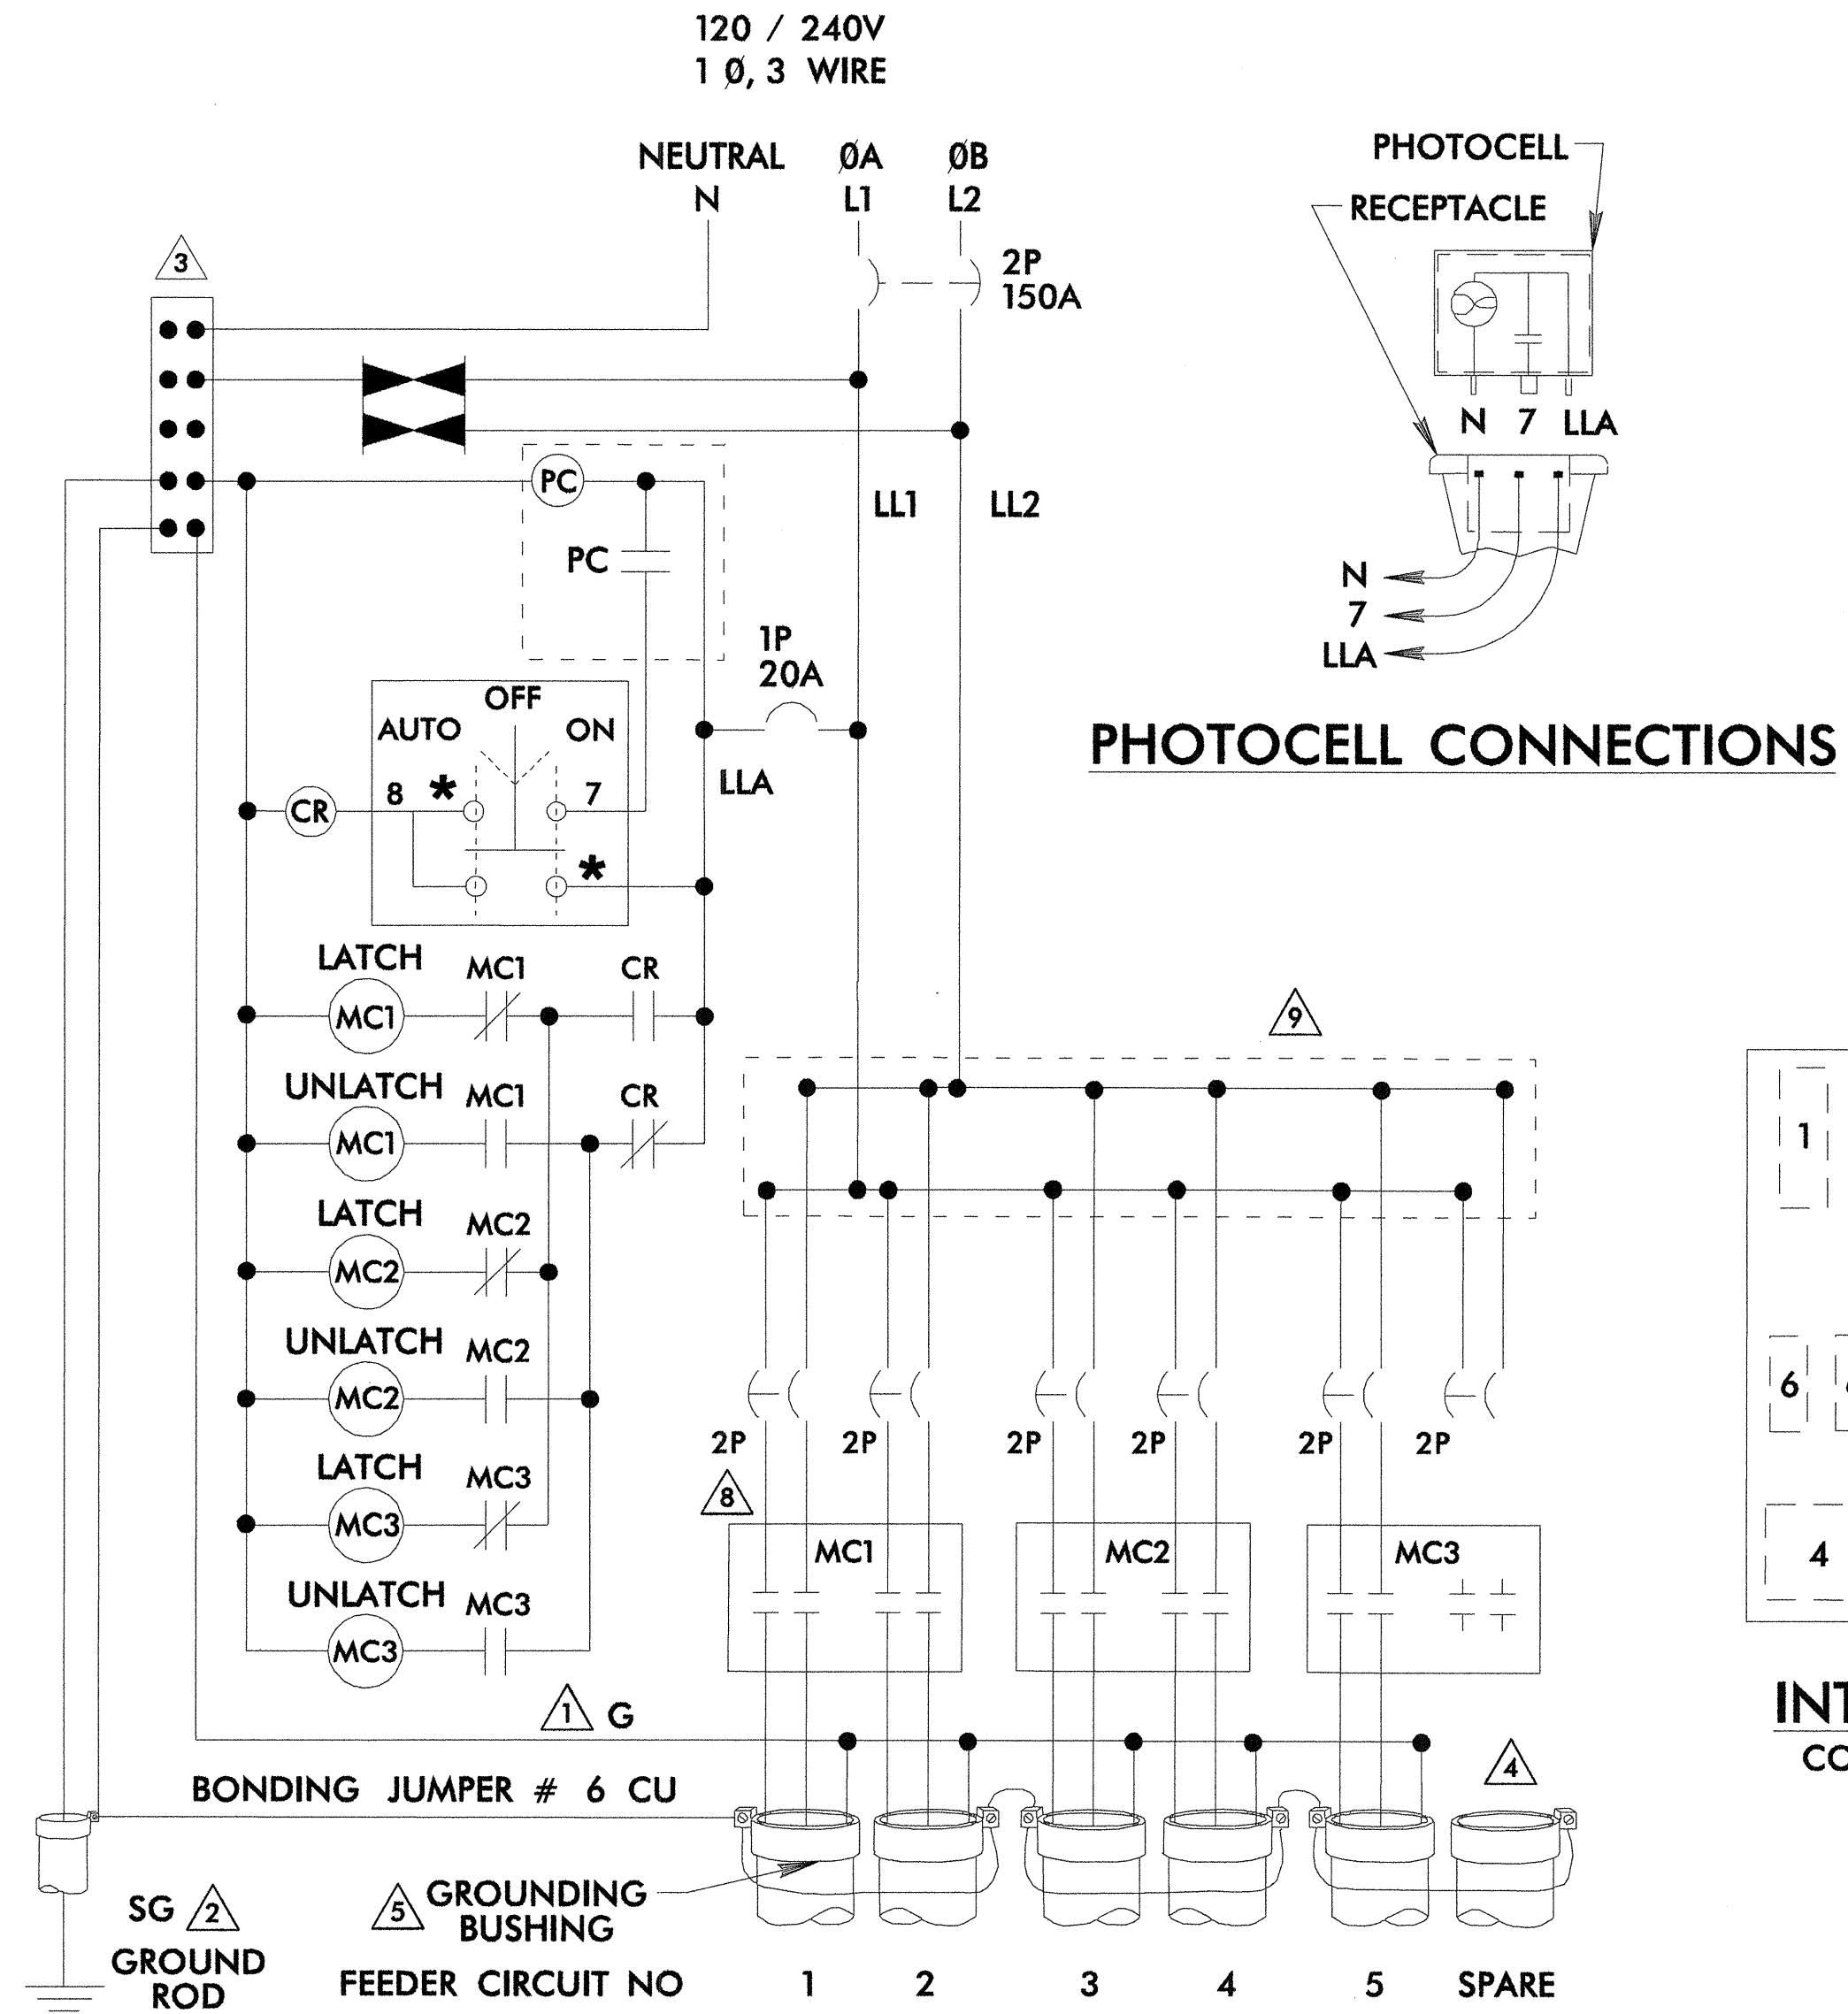 120 / 240V
1 Ø, 3 WIRE
NEUTRAL ØA ØB
N L1 L2
2P
150A
3
PHOTOCELL
RECEPTACLE
N 7 LLA
N
7
LLA
PHOTOCELL CONNECTIONS
PC
PC
LL1 LL2
1P
20A
OFF
AUTO ON
8 * 7
CR
*
LLA
LATCH MC1 CR
MC1
UNLATCH MC1 CR
MC1
LATCH MC2
MC2
UNLATCH MC2
MC2
LATCH MC3
MC3
UNLATCH MC3
MC3
9
2P 2P 2P 2P 2P 2P
8
MC1 MC2 MC3
1 G
4
BONDING JUMPER # 6 CU
SG 2
GROUND
ROD
5 GROUNDING
BUSHING
FEEDER CIRCUIT NO 1 2 3 4 5 SPARE
1
6
4
INT
CO